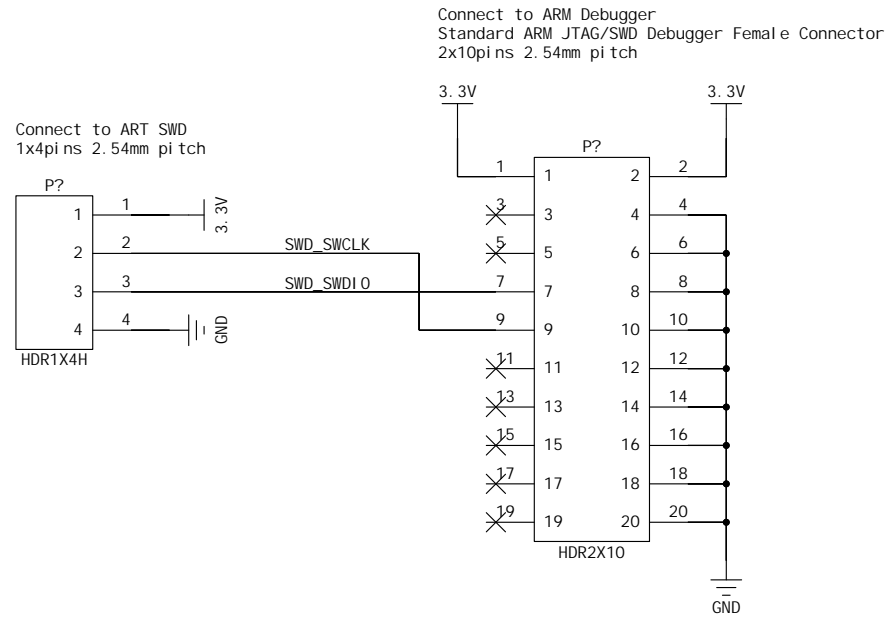 Connect to ARM Debugger
Standard ARM JTAG/SWD Debugger Female Connector
2x10pins 2.54mm pitch
3.3V
3.3V
Connect to ART SWD
1x4pins 2.54mm pitch
P?
1 1
3.3V
2 2
SWD_SWCLK
3 3
SWD_SWDIO
4 4
GND
HDR1X4H
P?
1 1 2 2
3 3 4 4
5 5 6 6
7 7 8 8
9 9 10 10
11 11 12 12
13 13 14 14
15 15 16 16
17 17 18 18
19 19 20 20
HDR2X10
GND